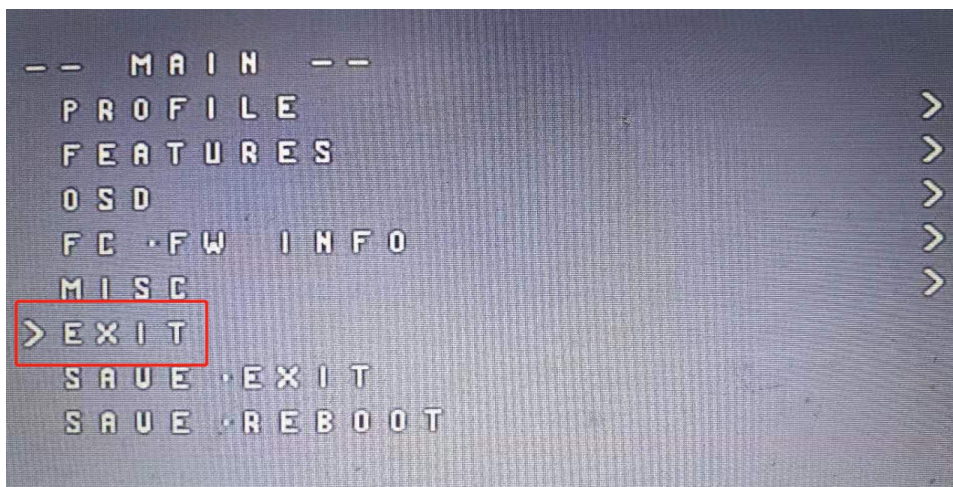 -- MAIN --
PROFILE >
FEATURES >
OSD >
FC·FW INFO >
MISC >
>EXIT
SAVE·EXIT
SAVE·REBOOT